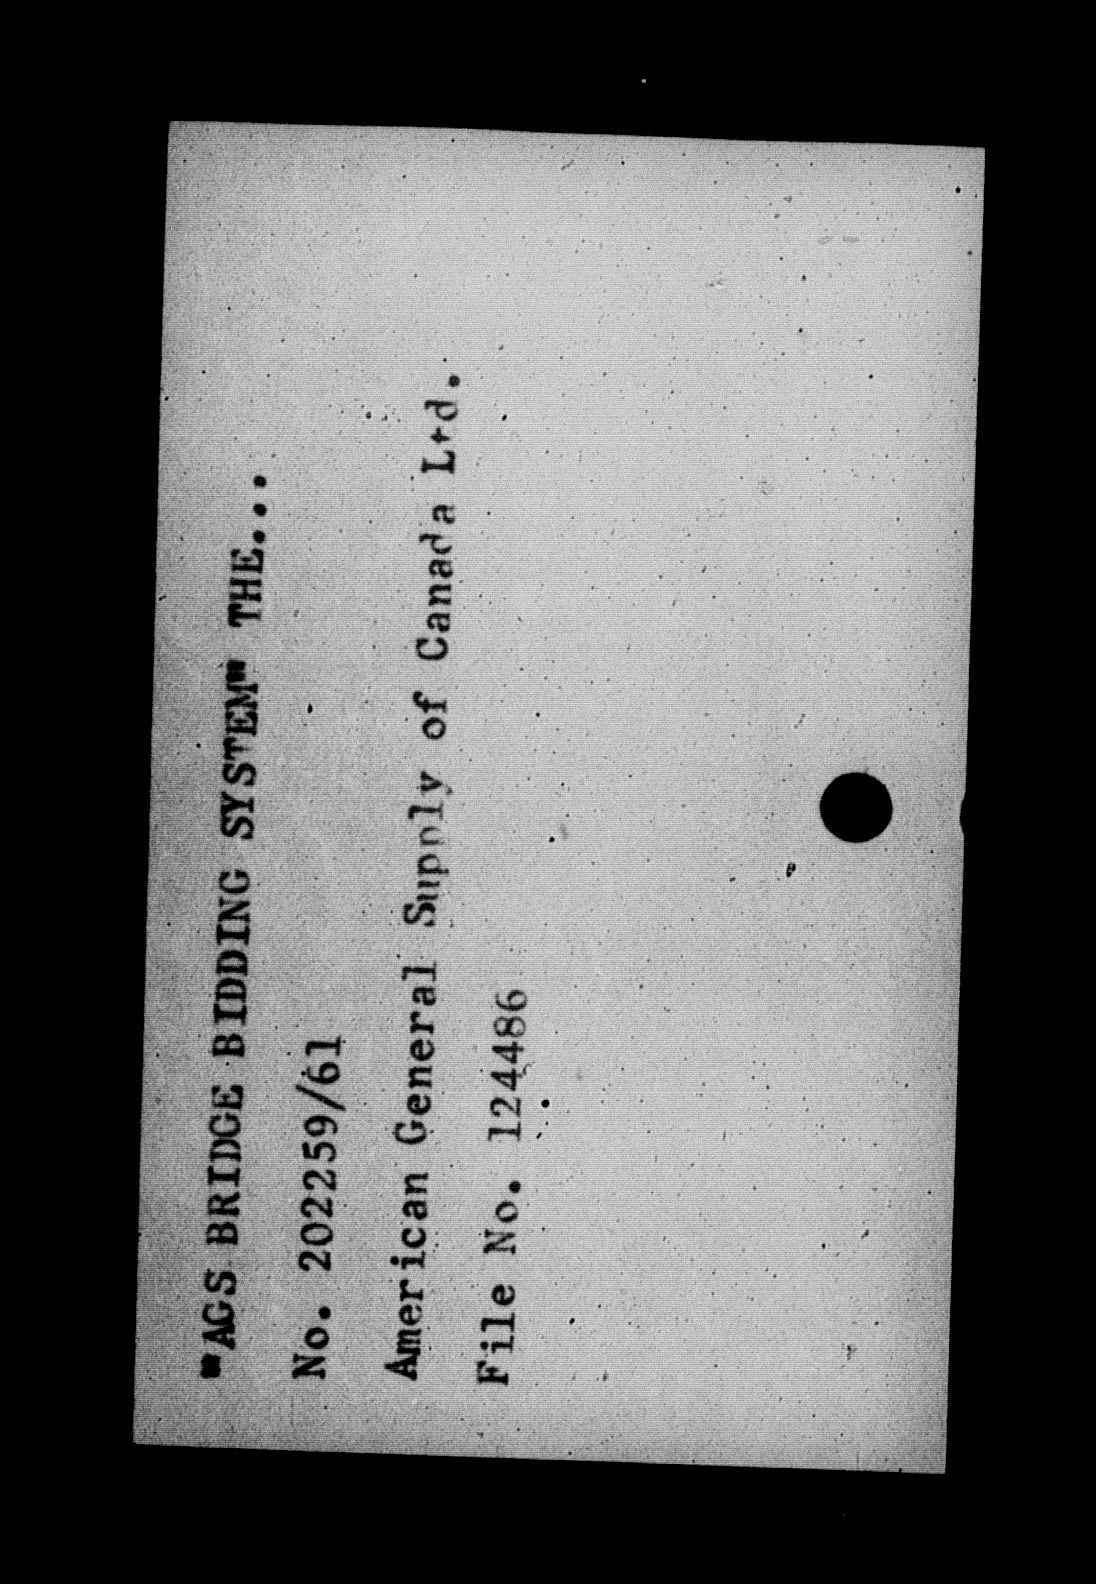 "AGS BRIDGE BIDDING SYSTEM" THE...
No. 202259/61
American General Supply of Canada Ltd.
File No. 124486